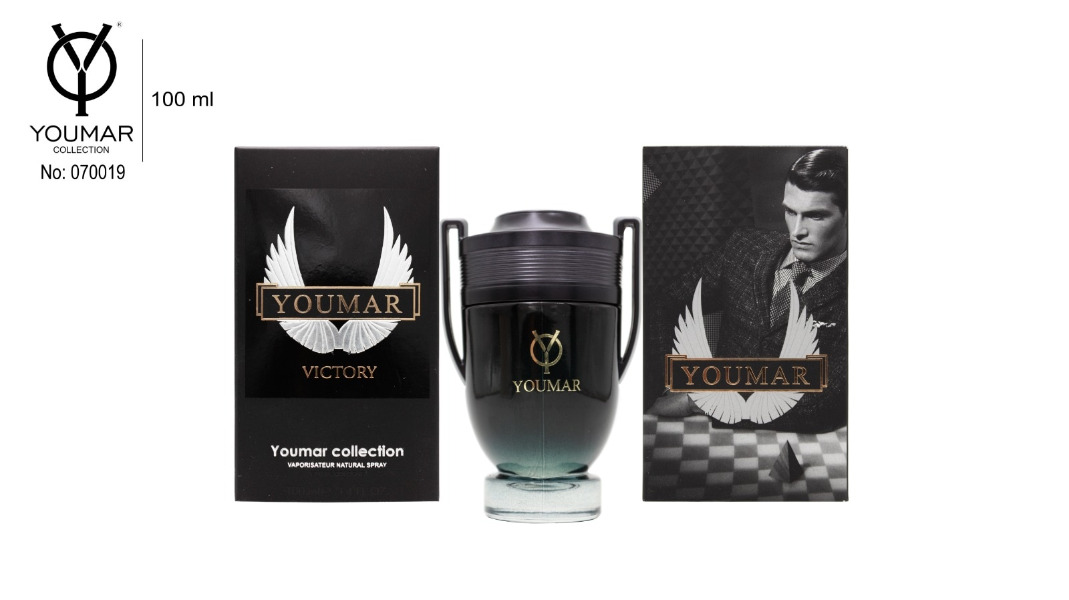 ®
YOUMAR
COLLECTION
No: 070019
100 ml
YOUMAR
VICTORY
Youmar collection
VAPORISATEUR NATURAL SPRAY
YOUMAR
YOUMAR